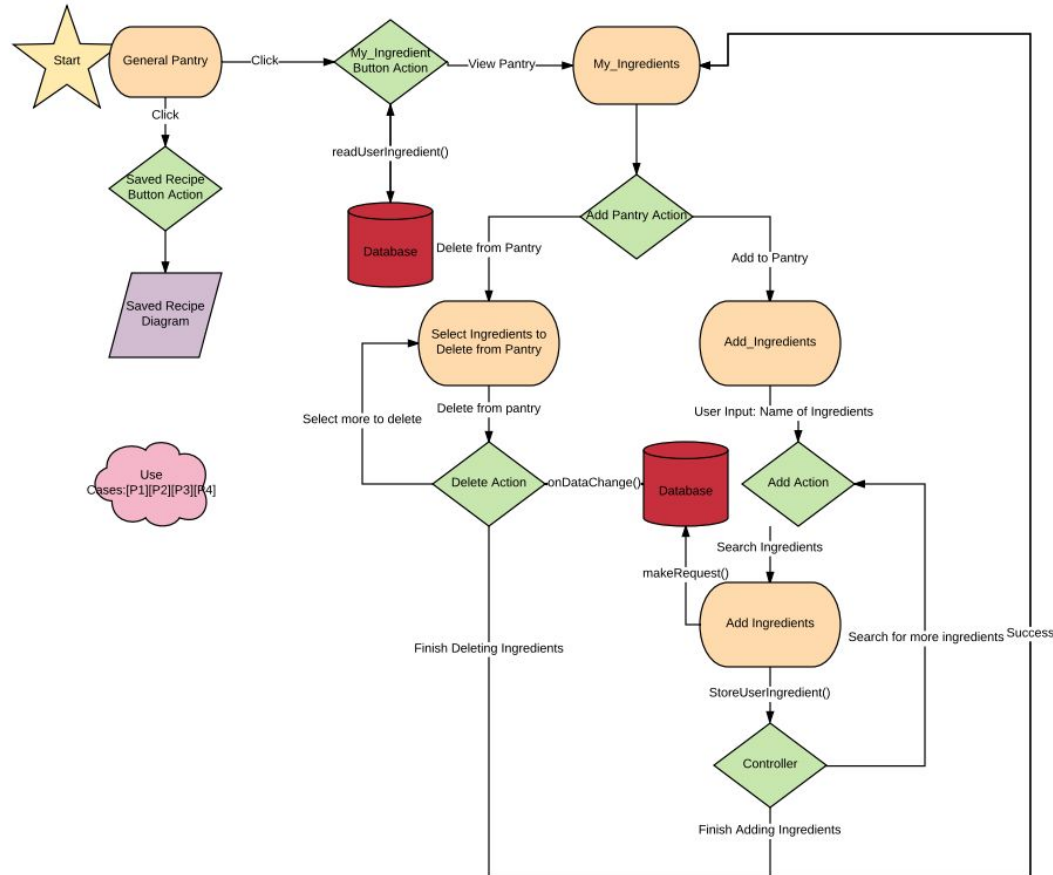 Start
General Pantry
Click
My_Ingredient
Button Action
View Pantry
My_Ingredients
Click
readUserIngredient()
Saved Recipe
Button Action
Database
Add Pantry Action
Delete from Pantry
Add to Pantry
Saved Recipe
Diagram
Select Ingredients to
Delete from Pantry
Add_Ingredients
Select more to delete
Delete from pantry
User Input: Name of Ingredients
Use
Cases:[P1][P2][P3][P4]
Delete Action
onDataChange()
Database
Add Action
Search Ingredients
makeRequest()
Add Ingredients
Finish Deleting Ingredients
Search for more ingredients
Success
StoreUserIngredient()
Controller
Finish Adding Ingredients